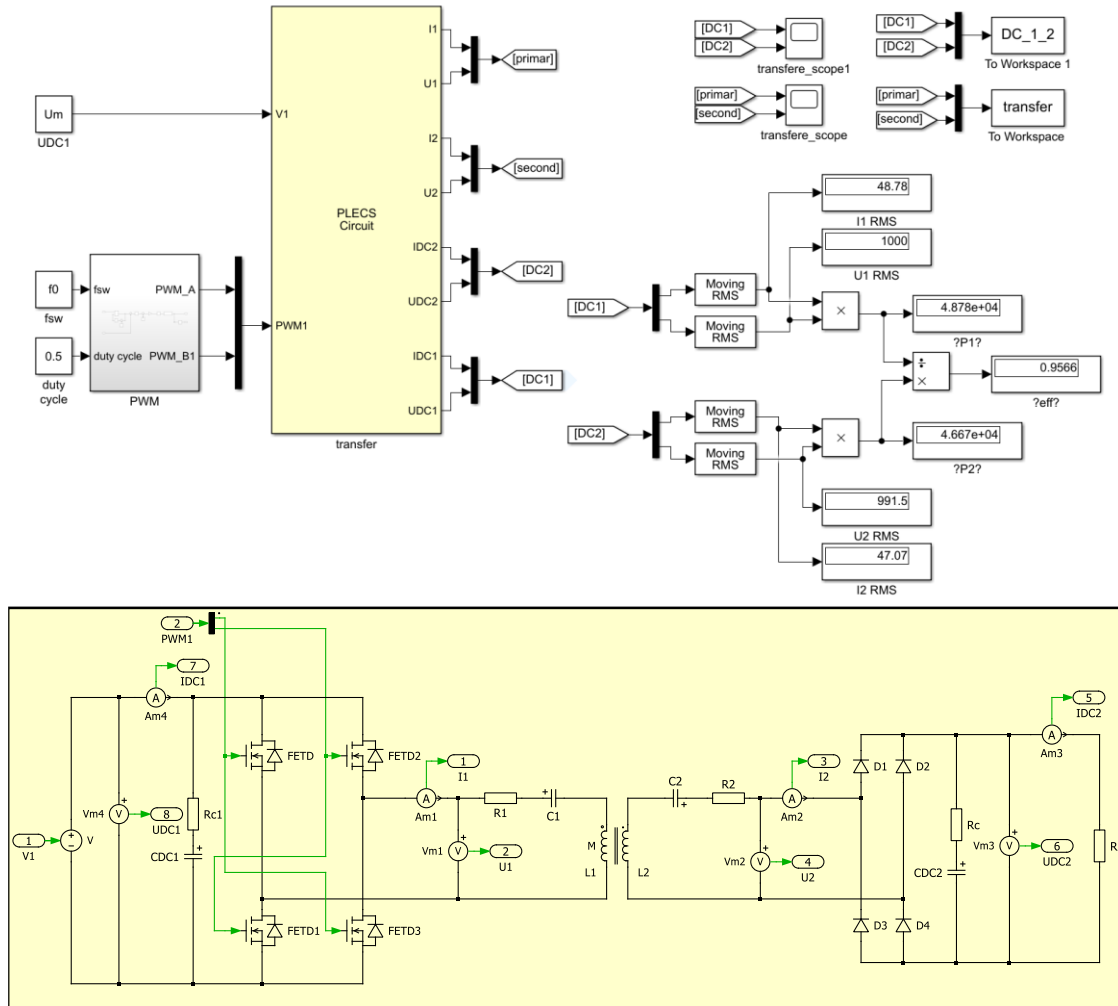 Um
UDC1
V1
PWM1
I1
U1
I2
U2
IDC2
UDC2
IDC1
UDC1
PLECS
Circuit
transfer
[primar]
[second]
[DC2]
[DC1]
f0
fsw
0.5
duty
cycle
fsw
duty cycle
PWM_A
PWM_B1
PWM
[DC1]
[DC2]
transfere_scope1
[primar]
[second]
transfere_scope
[DC1]
[DC2]
DC_1_2
To Workspace 1
[primar]
[second]
transfer
To Workspace
48.78
I1 RMS
1000
U1 RMS
[DC1]
Moving
RMS
Moving
RMS
×
4.878e+04
?P1?
÷
×
0.9566
?eff?
[DC2]
Moving
RMS
Moving
RMS
×
4.667e+04
?P2?
991.5
U2 RMS
47.07
I2 RMS
2
PWM1
7
IDC1
A
Am4
FETD
FETD2
Vm4
V
8
UDC1
Rc1
CDC1
1
V1
V
FETD1
FETD3
1
I1
A
Am1
R1
C1
Vm1
V
2
U1
M
L1
L2
C2
R2
3
I2
A
Am2
Vm2
V
4
U2
D1
D2
D3
D4
Rc
CDC2
Vm3
V
6
UDC2
5
IDC2
A
Am3
R